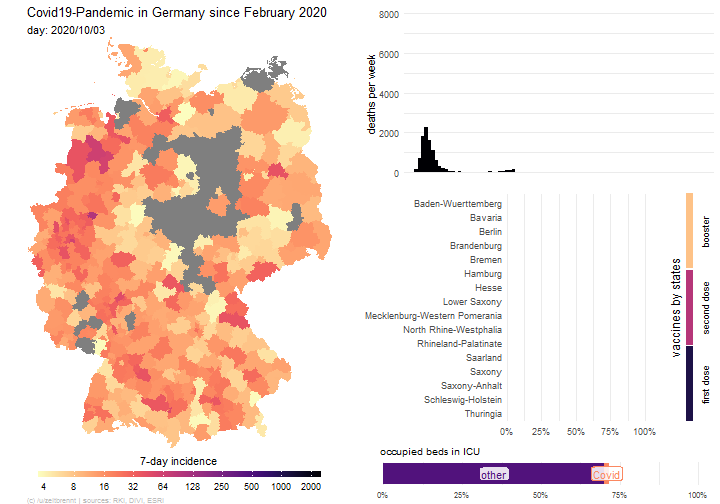 Covid19-Pandemic in Germany since February 2020
day: 2020/10/03
7-day incidence
4 8 16 32 64 128 256 500 1000 2000
(c) /u/zeitbrennt | sources: RKI, DIVI, ESRI
deaths per week
8000
6000
4000
2000
0
Baden-Wuerttemberg
Bavaria
Berlin
Brandenburg
Bremen
Hamburg
Hesse
Lower Saxony
Mecklenburg-Western Pomerania
North Rhine-Westphalia
Rhineland-Palatinate
Saarland
Saxony
Saxony-Anhalt
Schleswig-Holstein
Thuringia
0% 25% 50% 75% 100%
vaccines by states
booster
second dose
first dose
occupied beds in ICU
other Covid
0% 25% 50% 75% 100%